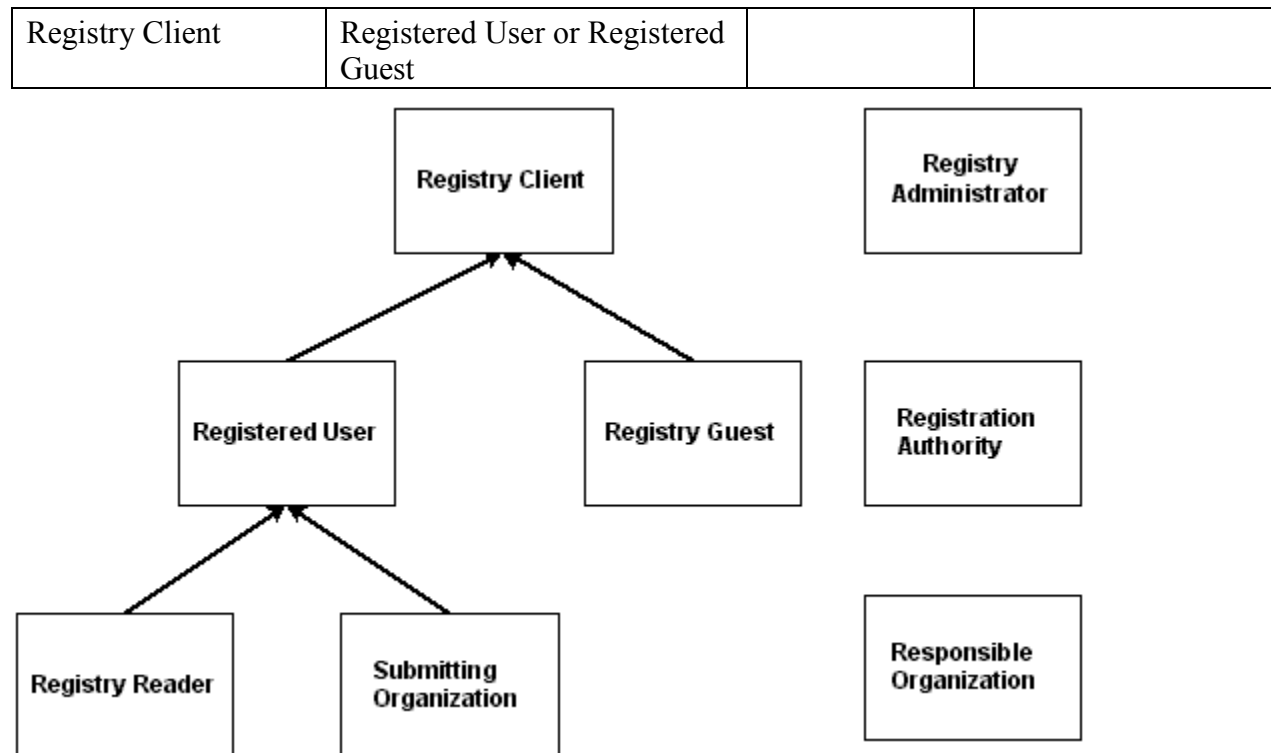 Registry Client
Registered User or Registered
Guest
Registry Client
Registry
Administrator
Registered User
Registry Guest
Registration
Authority
Registry Reader
Submitting
Organization
Responsible
Organization